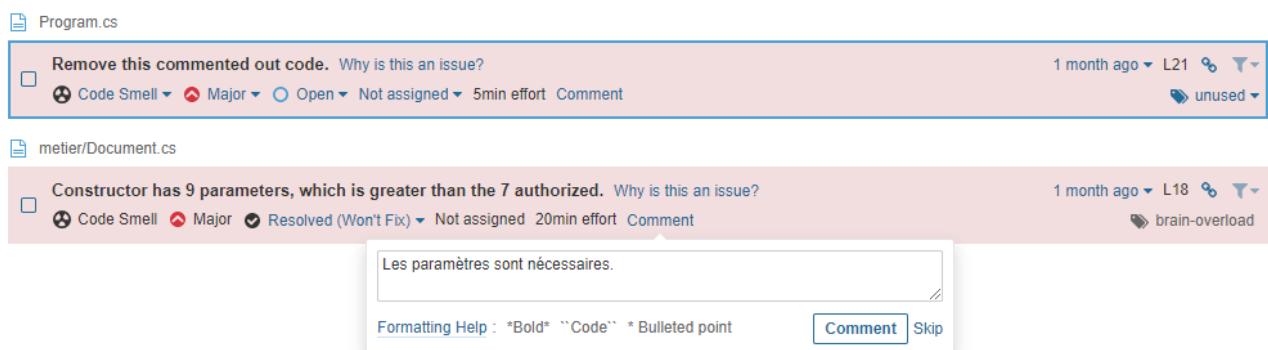 Program.cs
Remove this commented out code. Why is this an issue? 1 month ago L21
Code Smell Major Open Not assigned 5min effort Comment unused
metier/Document.cs
Constructor has 9 parameters, which is greater than the 7 authorized. Why is this an issue? 1 month ago L18
Code Smell Major Resolved (Won't Fix) Not assigned 20min effort Comment brain-overload
Les paramètres sont nécessaires.
Formatting Help : *Bold* ``Code`` * Bulleted point Comment Skip